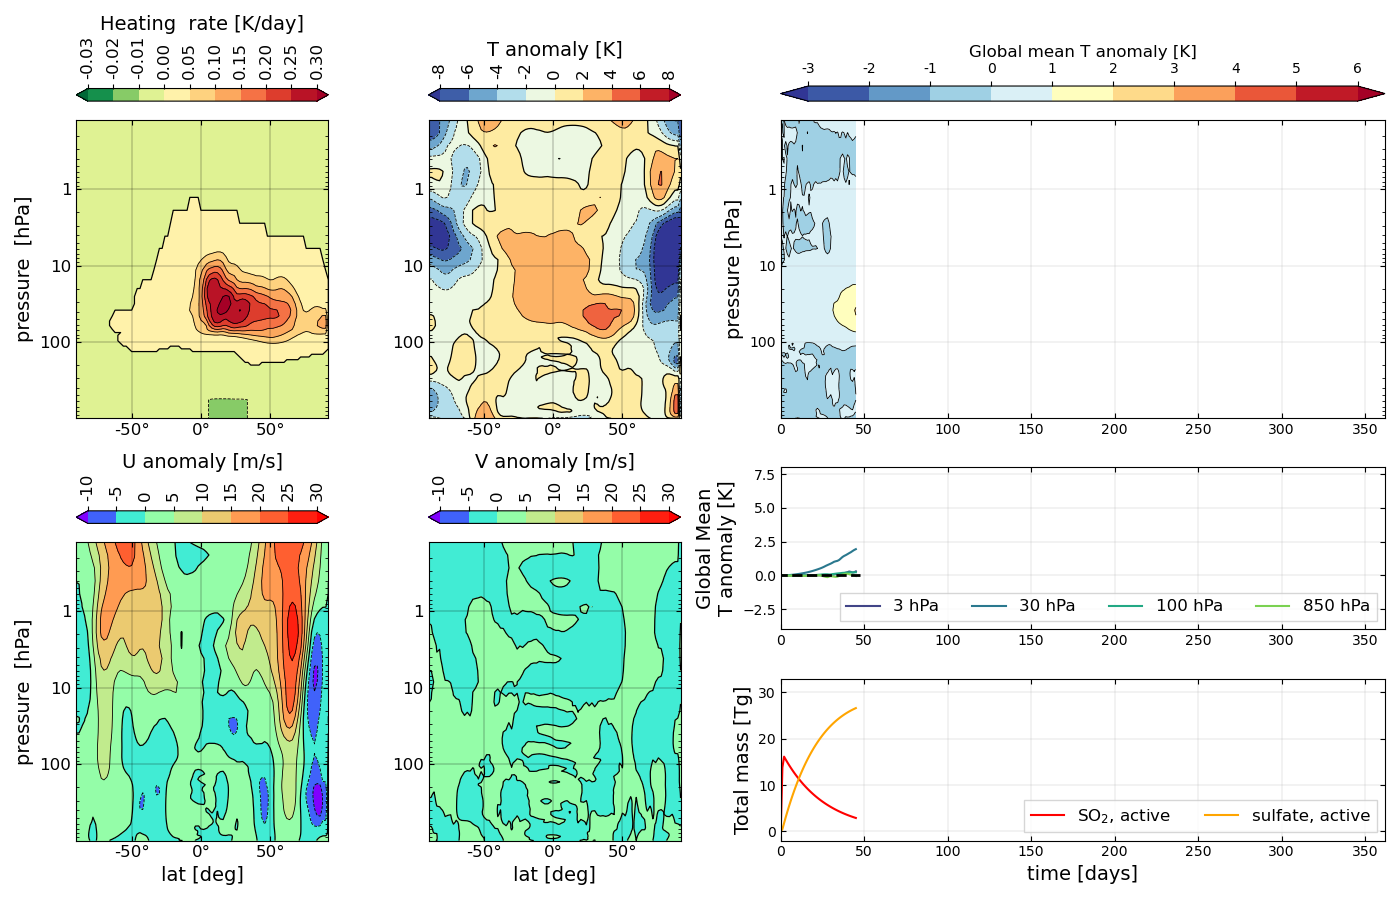 Heating  rate [K/day]
-0.03 -0.02 -0.01 0.00 0.05 0.10 0.15 0.20 0.25 0.30
T anomaly [K]
-8 -6 -4 -2 0 2 4 6 8
Global mean T anomaly [K]
-3 -2 -1 0 1 2 3 4 5 6
pressure  [hPa]
1
10
100
-50° 0° 50°
1
10
100
-50° 0° 50°
pressure  [hPa]
1
10
100
0 50 100 150 200 250 300 350
U anomaly [m/s]
-10 -5 0 5 10 15 20 25 30
pressure  [hPa]
1
10
100
-50° 0° 50°
lat [deg]
V anomaly [m/s]
-10 -5 0 5 10 15 20 25 30
1
10
100
-50° 0° 50°
lat [deg]
Global Mean
T anomaly [K]
7.5
5.0
2.5
0.0
−2.5
3 hPa 30 hPa 100 hPa 850 hPa
Total mass [Tg]
30
20
10
0
SO₂, active sulfate, active
0 50 100 150 200 250 300 350
time [days]